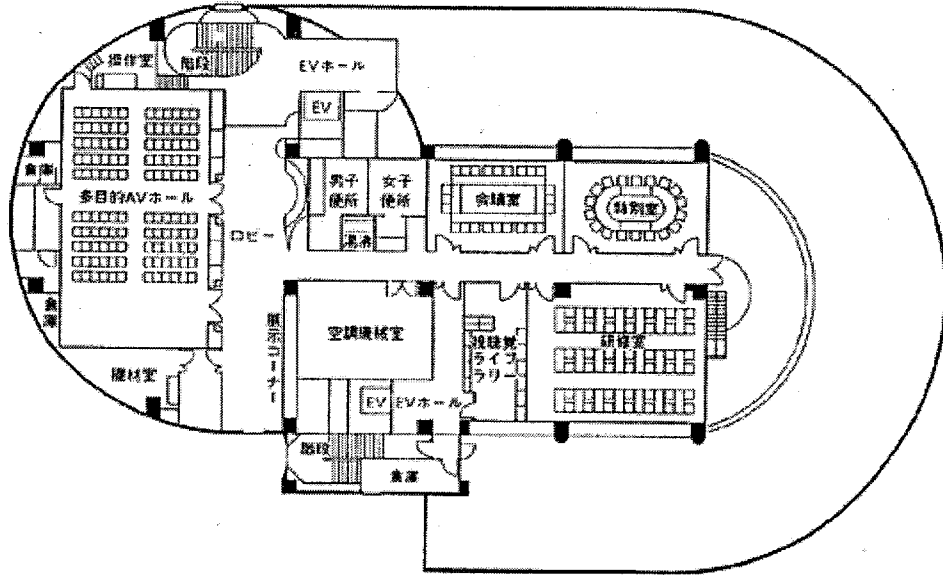 操作室
階段
EVホール
EV
倉庫
多目的AVホール
男子
便所
女子
便所
湯沸
会議室
特別室
ロビー
倉庫
展示コーナー
空調機械室
視聴覚
ライブ
ラリー
研修室
機材室
EV
EVホール
階段
倉庫